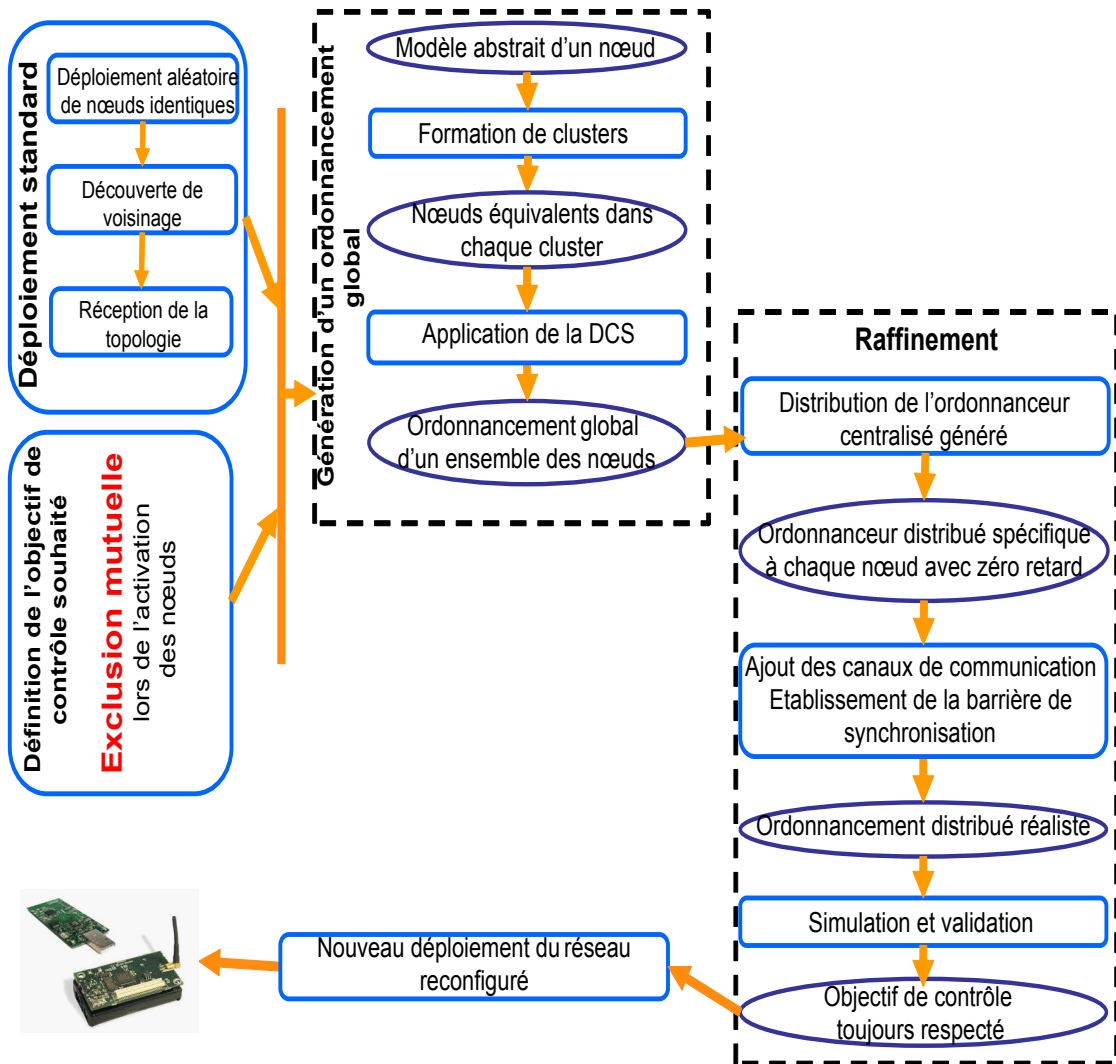 Déploiement standard
Déploiement aléatoire
de nœuds identiques
Découverte de
voisinage
Réception de la
topologie
Définition de l'objectif de
contrôle souhaité
Exclusion mutuelle
lors de l'activation
des nœuds
Génération d'un ordonnancement
global
Modèle abstrait d'un nœud
Formation de clusters
Nœuds équivalents dans
chaque cluster
Application de la DCS
Ordonnancement global
d'un ensemble des nœuds
Raffinement
Distribution de l'ordonnanceur
centralisé généré
Ordonnanceur distribué spécifique
à chaque nœud avec zéro retard
Ajout des canaux de communication
Etablissement de la barrière de
synchronisation
Ordonnancement distribué réaliste
Simulation et validation
Objectif de contrôle
toujours respecté
Nouveau déploiement du réseau
reconfiguré